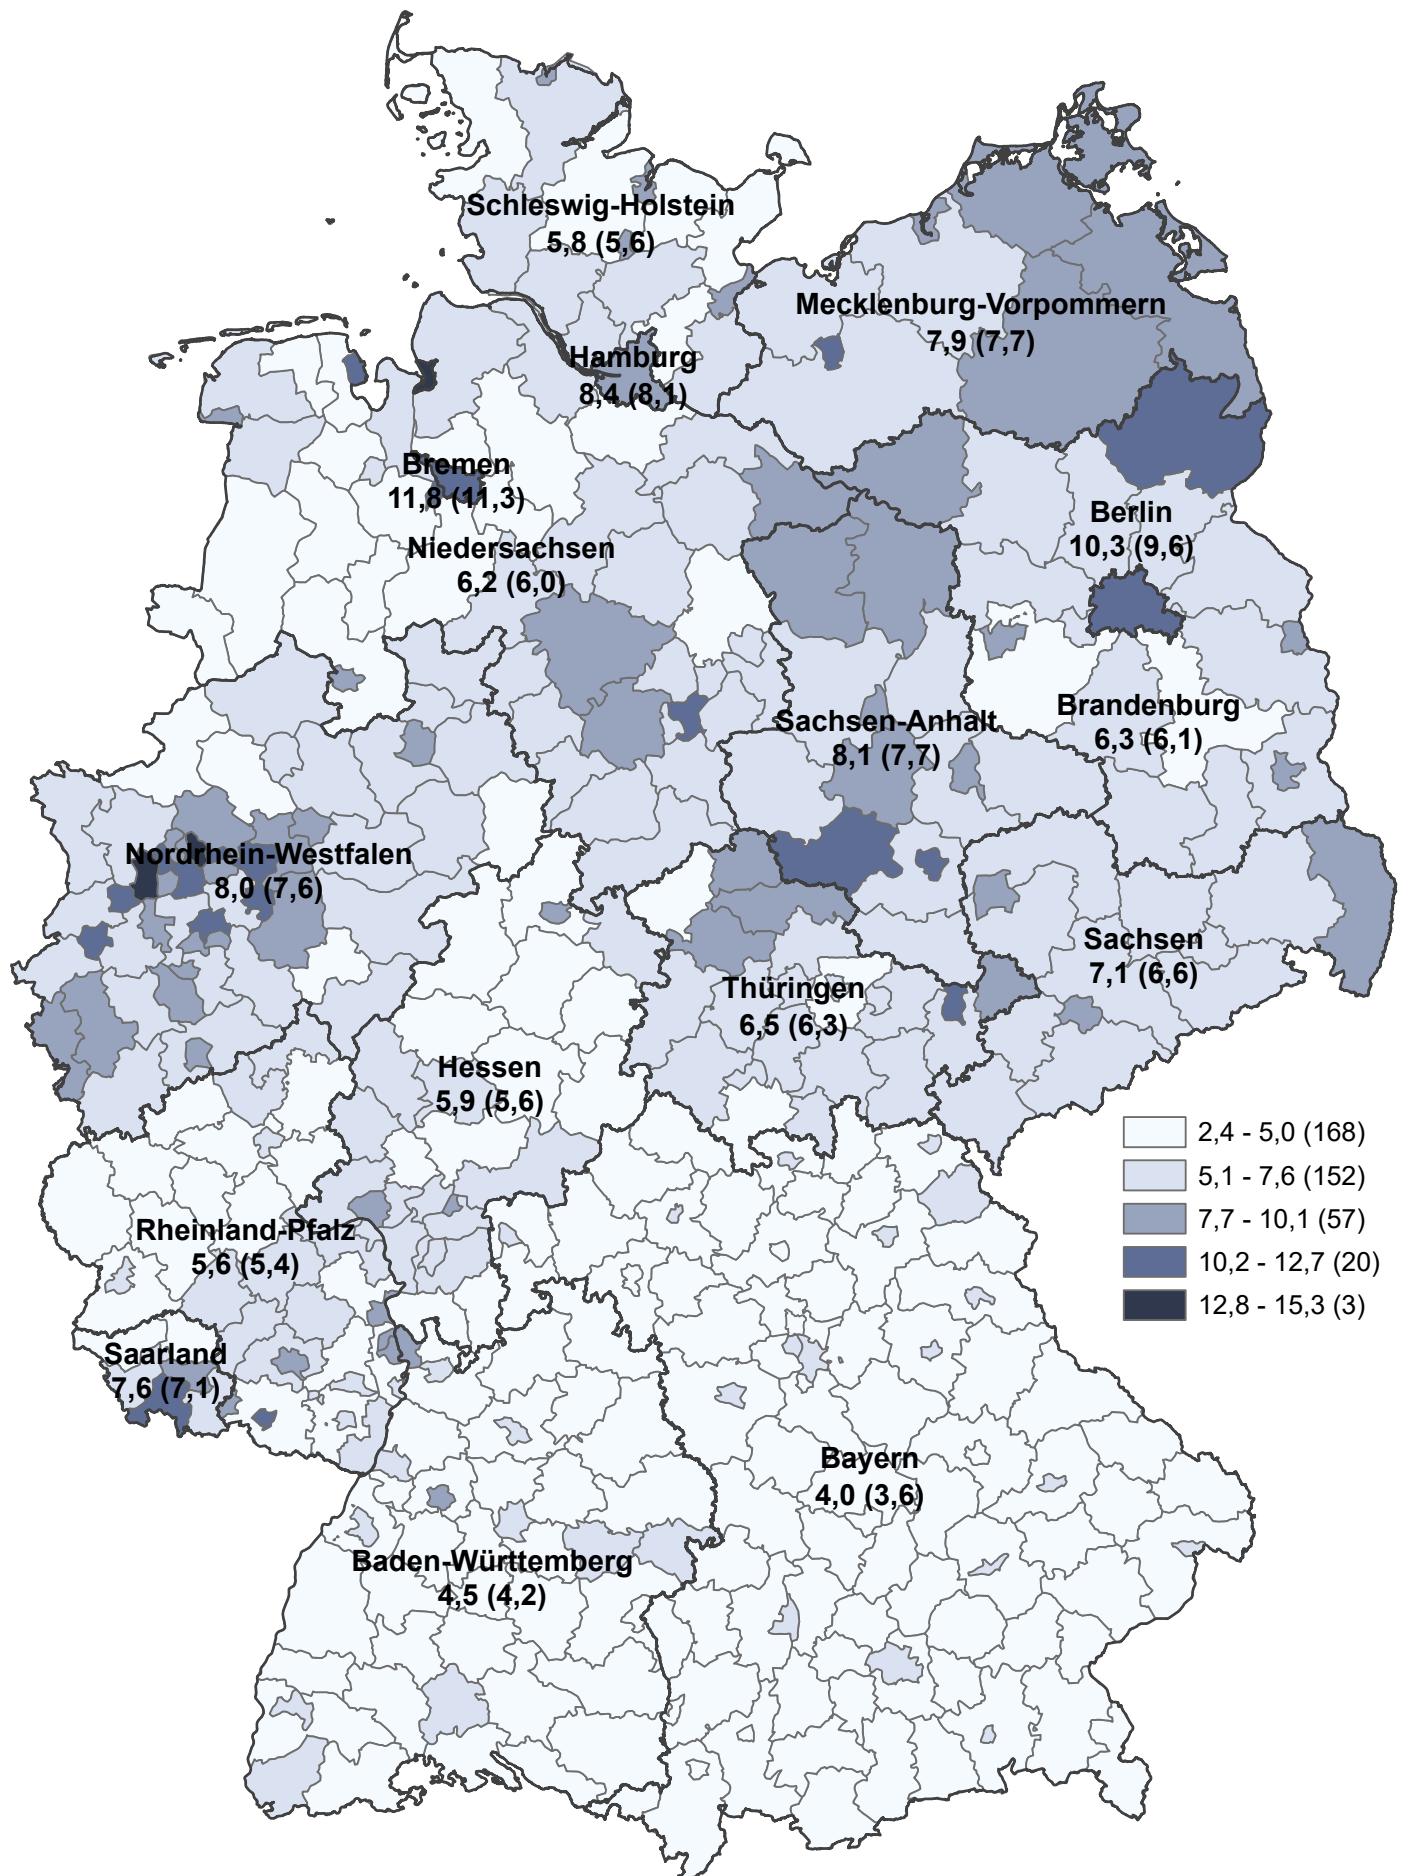 Schleswig-Holstein
5,8 (5,6)
Mecklenburg-Vorpommern
7,9 (7,7)
Hamburg
8,4 (8,1)
Bremen
11,8 (11,3)
Berlin
10,3 (9,6)
Niedersachsen
6,2 (6,0)
Brandenburg
6,3 (6,1)
Sachsen-Anhalt
8,1 (7,7)
Nordrhein-Westfalen
8,0 (7,6)
Sachsen
7,1 (6,6)
Thüringen
6,5 (6,3)
Hessen
5,9 (5,6)
2,4 - 5,0 (168)
5,1 - 7,6 (152)
7,7 - 10,1 (57)
10,2 - 12,7 (20)
12,8 - 15,3 (3)
Rheinland-Pfalz
5,6 (5,4)
Saarland
7,6 (7,1)
Bayern
4,0 (3,6)
Baden-Württemberg
4,5 (4,2)